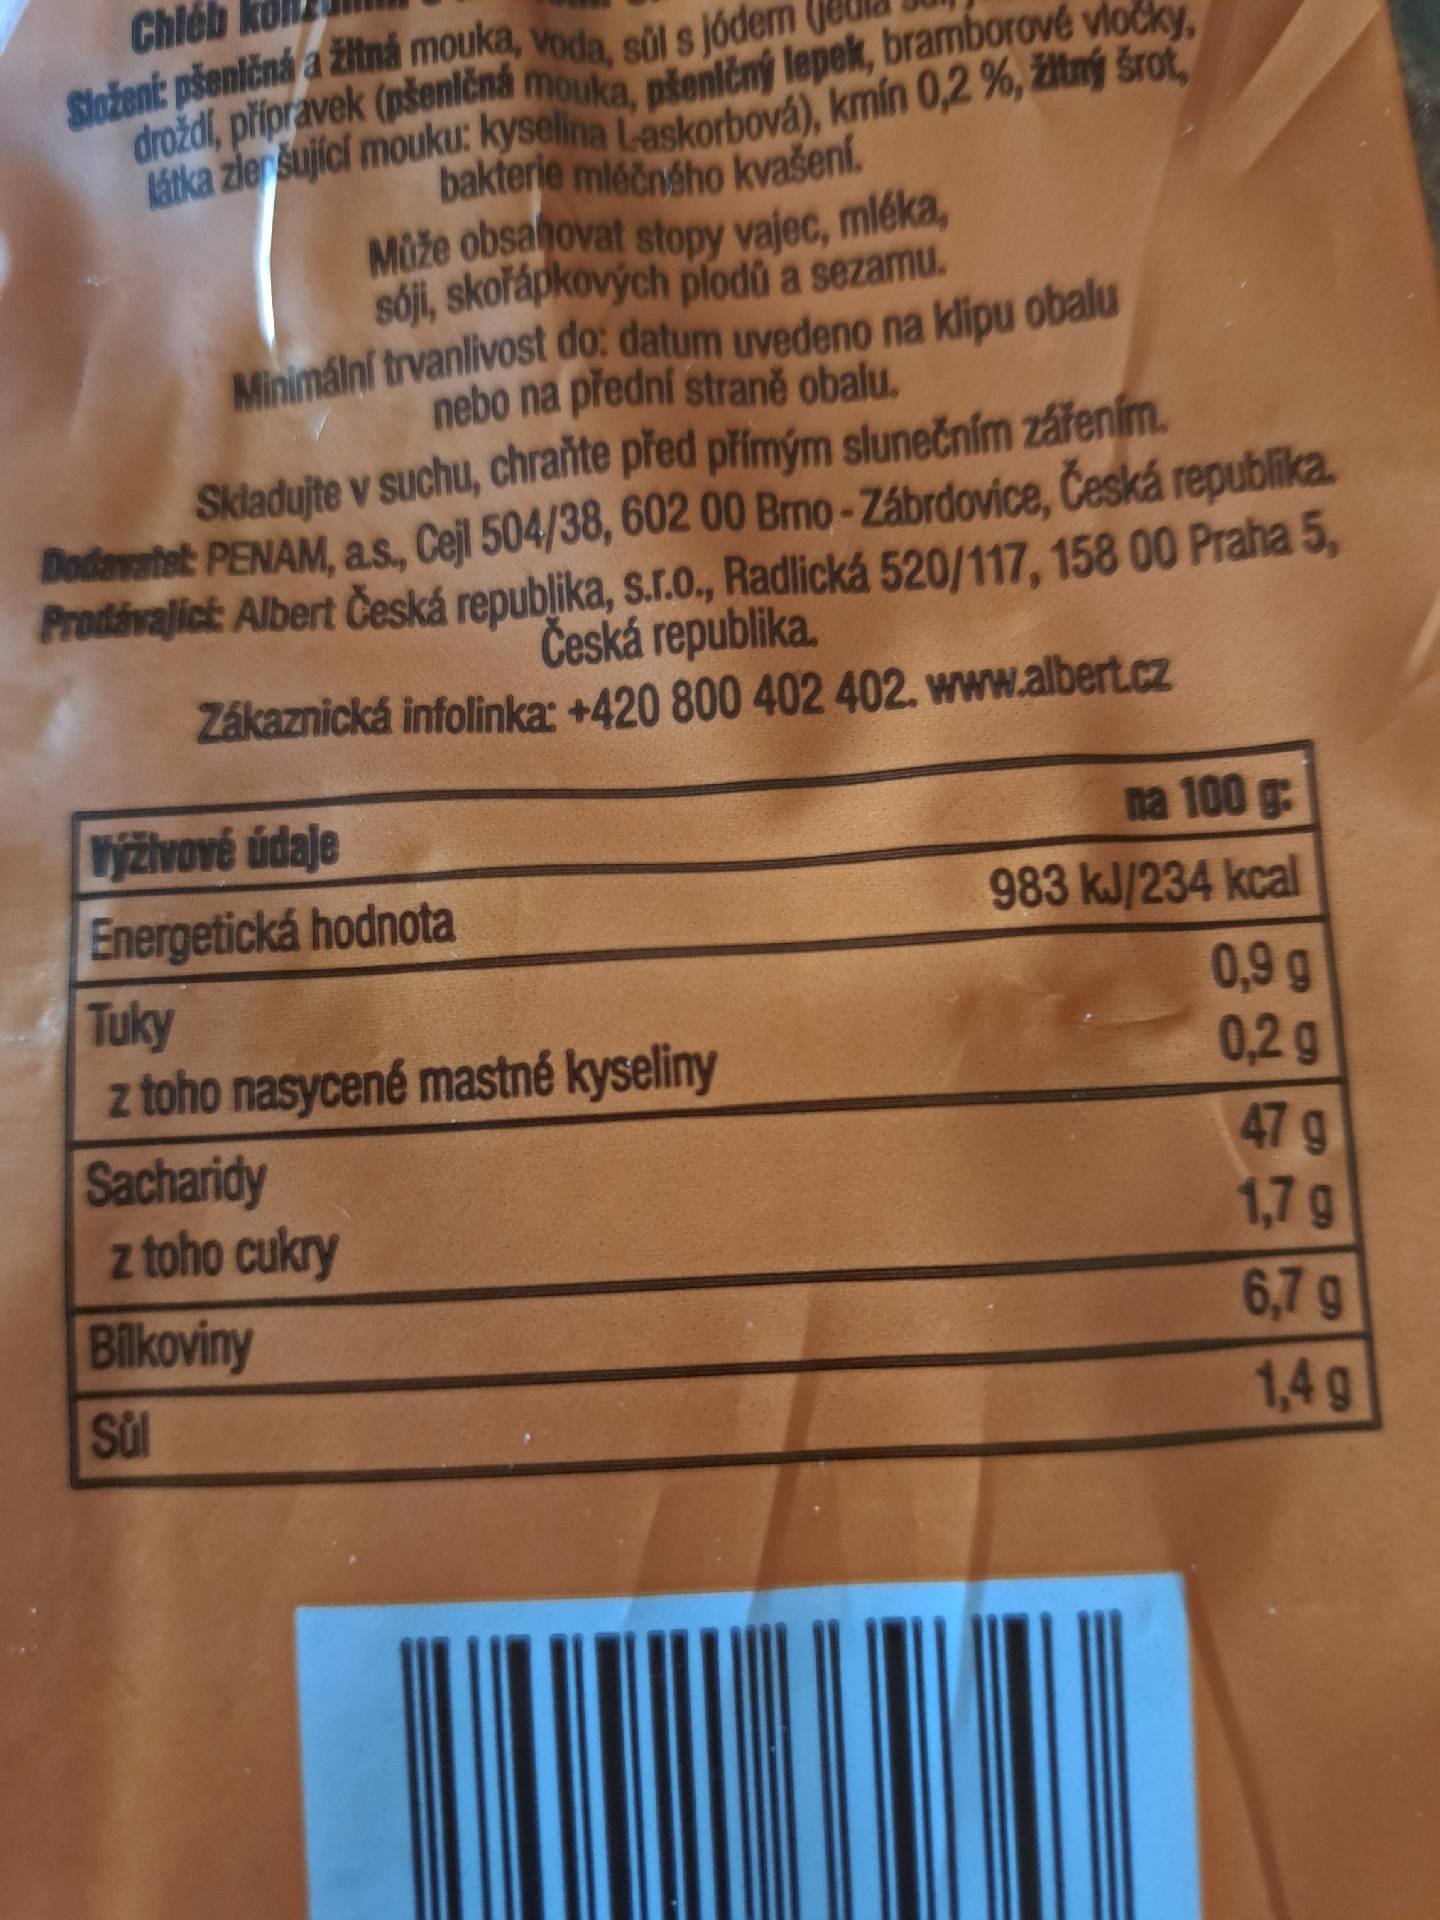 Chléb
Složení: pšeničná a žitná mouka, voda, sůl s jódem (jedlá
droždí, přípravek (pšeničná mouka, pšeničný lepek, bramborové vločky,
látka zlepšující mouku: kyselina L-askorbová), kmín 0,2 %, žitný šrot,
bakterie mléčného kvašení.
Může obsahovat stopy vajec, mléka,
sóji, skořápkových plodů a sezamu.
Minimální trvanlivost do: datum uvedeno na klipu obalu
nebo na přední straně obalu.
Skladujte v suchu, chraňte před přímým slunečním zářením.
Dodavatel: PENAM, a.s., Cejl 504/38, 602 00 Brno - Zábrdovice, Česká republika.
Prodávající: Albert Česká republika, s.r.o., Radlická 520/117, 158 00 Praha 5,
Česká republika.
Zákaznická infolinka: +420 800 402 402. www.albert.cz
Výživové údaje na 100 g:
Energetická hodnota 983 kJ/234 kcal
Tuky 0,9 g
z toho nasycené mastné kyseliny 0,2 g
Sacharidy 47 g
z toho cukry 1,7 g
Bílkoviny 6,7 g
Sůl 1,4 g